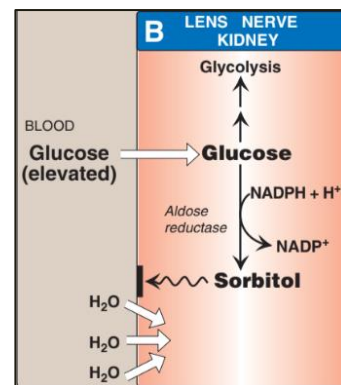 B
LENS NERVE
KIDNEY
Glycolysis
BLOOD
Glucose
(elevated)
Glucose
NADPH + H⁺
Aldose
reductase
NADP⁺
Sorbitol
H₂O
H₂O
H₂O